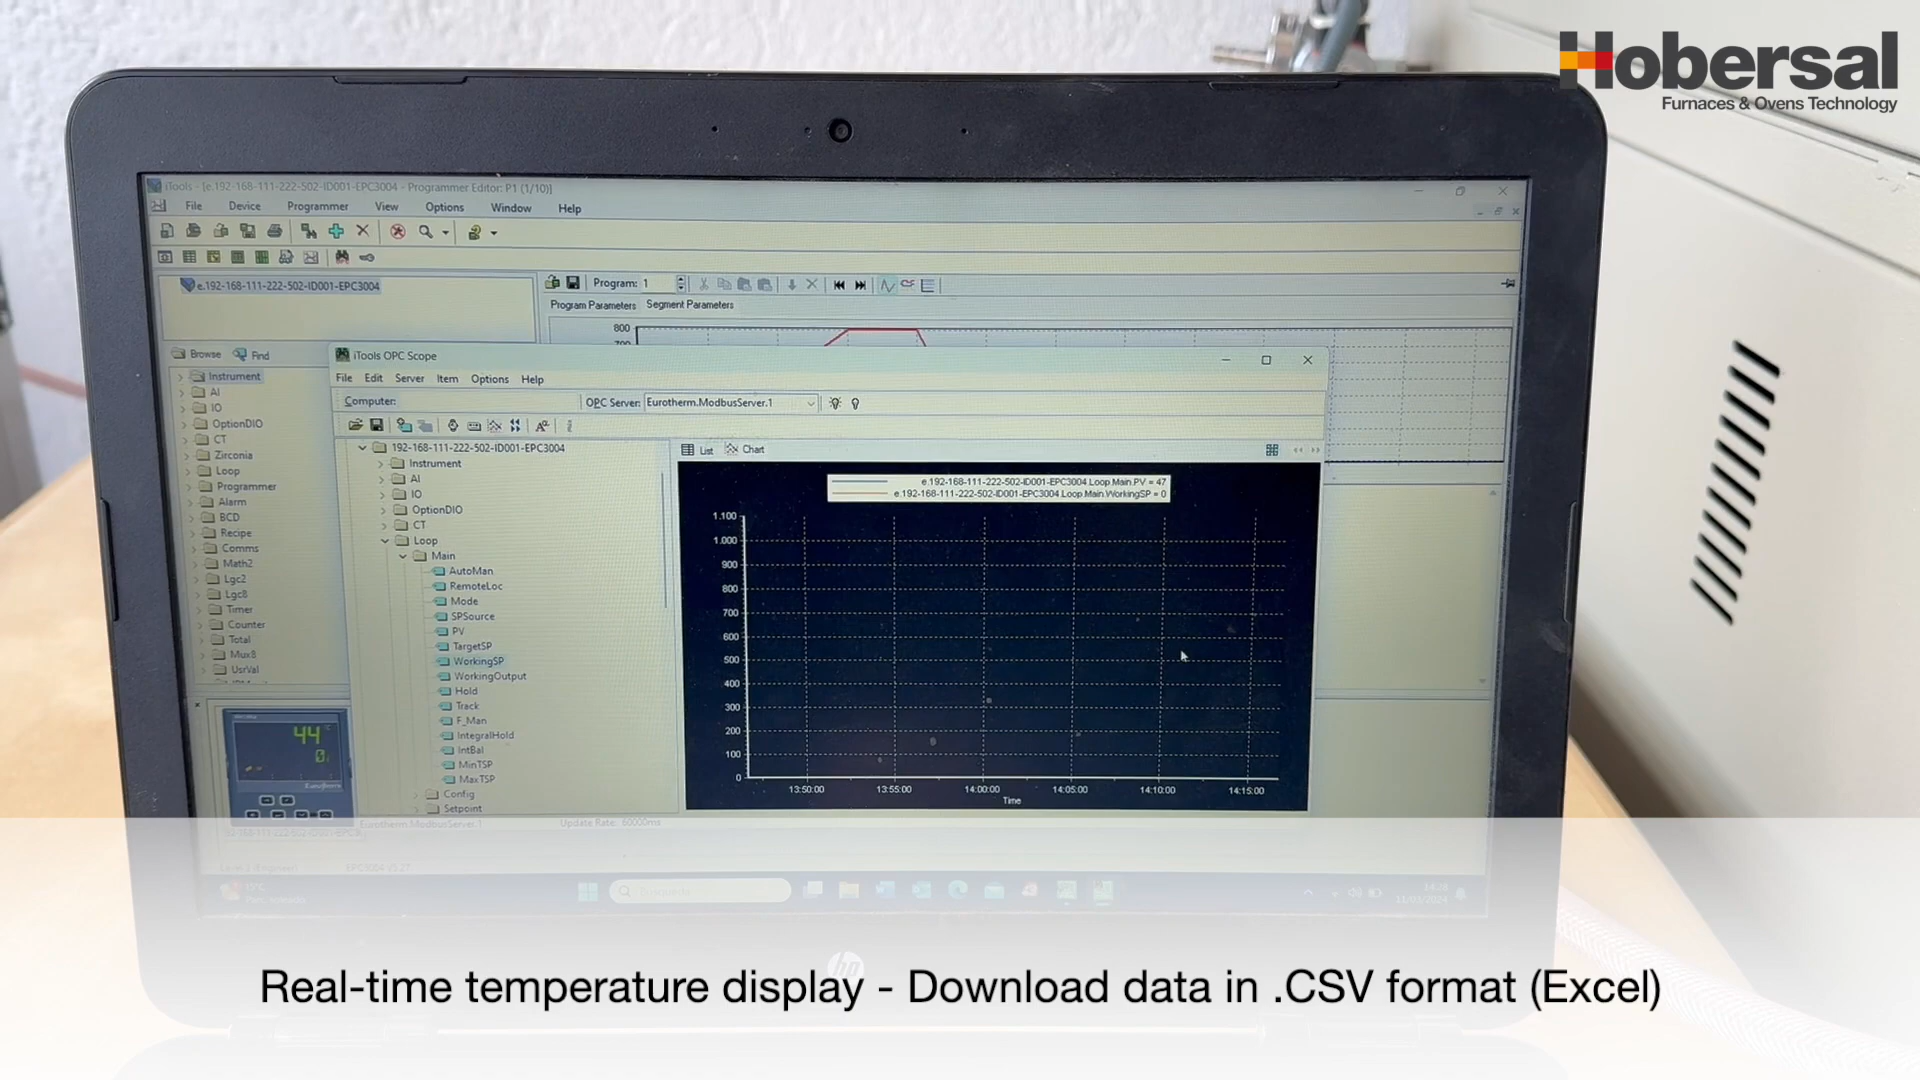 Hobersal
Furnaces & Ovens Technology
iTools - [e.192-168-111-222-502-ID001-EPC3004 - Programmer Editor: P1 (1/10)]
File Device Programmer View Options Window Help
e.192-168-111-222-502-ID001-EPC3004
Program: 1
Program Parameters Segment Parameters
800
700
Browse Find
Instrument
AI
IO
OptionDIO
CT
Zirconia
Loop
Programmer
Alarm
BCD
Recipe
Comms
Math2
Lgc2
Lgc8
Timer
Counter
Total
Mux8
UsrVal
iTools OPC Scope
File Edit Server Item Options Help
Computer:
OPC Server: Eurotherm.ModbusServer.1
192-168-111-222-502-ID001-EPC3004
Instrument
AI
IO
OptionDIO
CT
Loop
Main
AutoMan
RemoteLoc
Mode
SPSource
PV
TargetSP
WorkingSP
WorkingOutput
Hold
Track
F_Man
IntegralHold
IntBal
MinTSP
MaxTSP
Config
Setpoint
List Chart
e.192-168-111-222-502-ID001-EPC3004.Loop.Main.PV = 47
e.192-168-111-222-502-ID001-EPC3004.Loop.Main.WorkingSP = 0
1.100
1.000
900
800
700
600
500
400
300
200
100
0
13:50:00 13:55:00 14:00:00 14:05:00 14:10:00 14:15:00
Time
44
0
Eurotherm.ModbusServer.1 Update Rate: 60000ms
hp
Real-time temperature display - Download data in .CSV format (Excel)